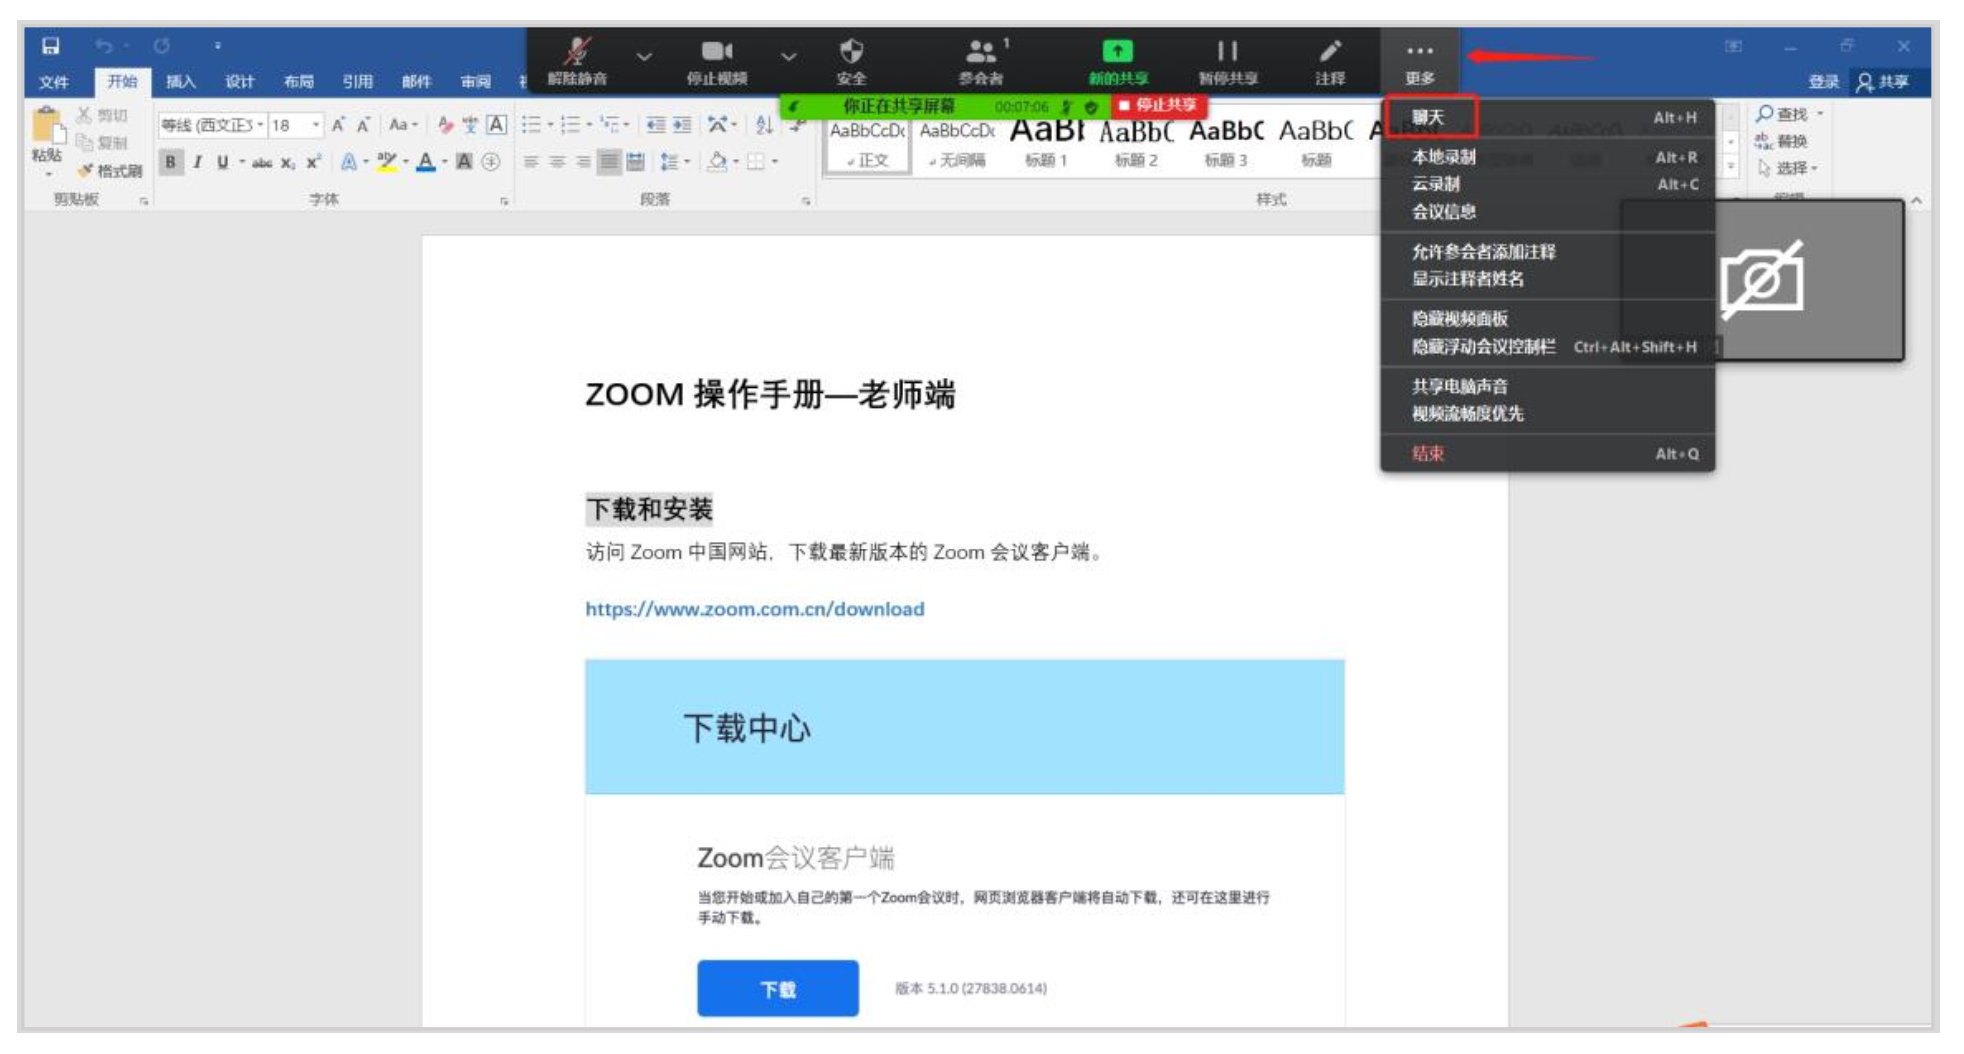 解除静音
停止视频
安全
参会者 1
新的共享
暂停共享
注释
更多
文件 开始 插入 设计 布局 引用 邮件 审阅
登录 共享
你正在共享屏幕 00:07:06 停止共享
粘贴
剪切
复制
格式刷
剪贴板
等线 (西文正3 18
Aa
B I U abc X₂ X²
字体
段落
AaBbCcDc AaBbCcDc AaBl AaBbC AaBbC AaBbC
正文 无间隔 标题 1 标题 2 标题 3 标题
样式
查找
替换
选择
聊天 Alt+H
本地录制 Alt+R
云录制 Alt+C
会议信息
允许参会者添加注释
显示注释者姓名
隐藏视频面板
隐藏浮动会议控制栏 Ctrl+Alt+Shift+H
共享电脑声音
视频流畅度优先
结束 Alt+Q
ZOOM 操作手册—老师端
下载和安装
访问 Zoom 中国网站，下载最新版本的 Zoom 会议客户端。
https://www.zoom.com.cn/download
下载中心
Zoom会议客户端
当您开始或加入自己的第一个Zoom会议时，网页浏览器客户端将自动下载，还可在这里进行
手动下载。
下载
版本 5.1.0 (27838.0614)